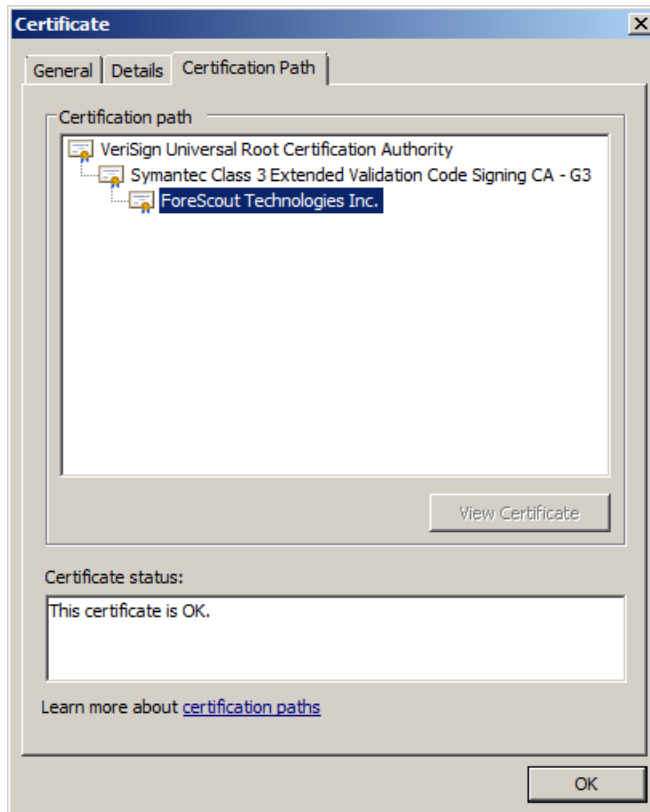 Certificate
General
Details
Certification Path
Certification path
VeriSign Universal Root Certification Authority
Symantec Class 3 Extended Validation Code Signing CA - G3
ForeScout Technologies Inc.
View Certificate
Certificate status:
This certificate is OK.
Learn more about certification paths
OK